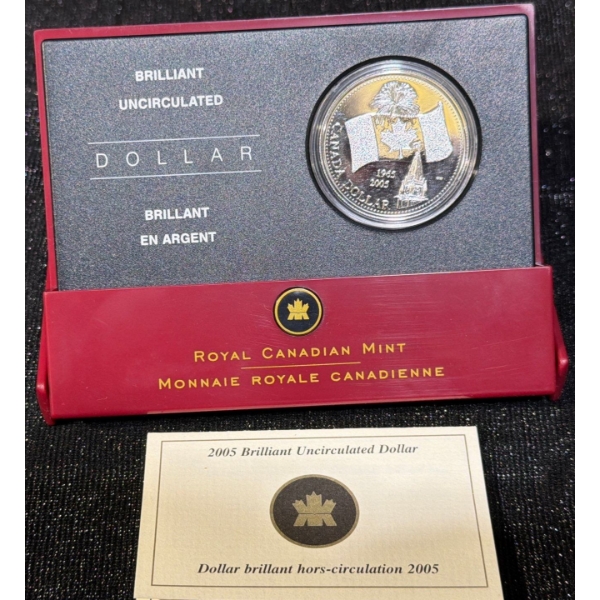 BRILLIANT
UNCIRCULATED
DOLLAR
BRILLANT
EN ARGENT
CANADA DOLLAR
1945
2005
ROYAL CANADIAN MINT
MONNAIE ROYALE CANADIENNE
2005 Brilliant Uncirculated Dollar
Dollar brillant hors-circulation 2005